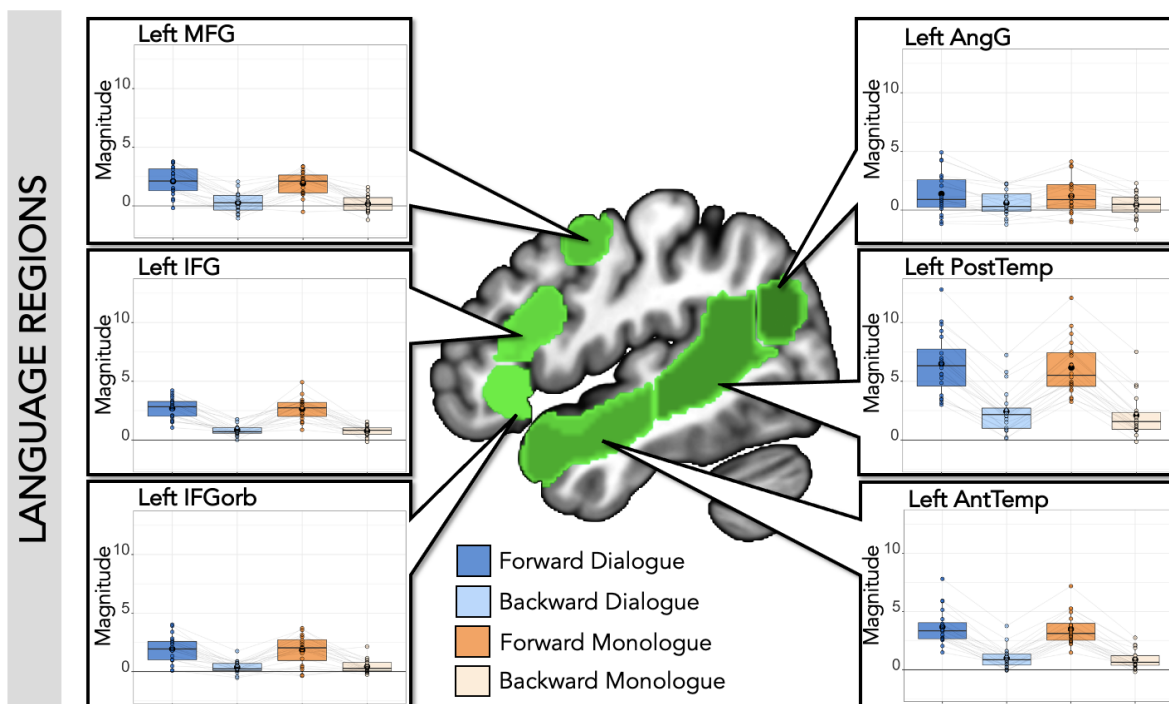 LANGUAGE REGIONS
Left MFG
Magnitude
10
5
0
Left IFG
Magnitude
10
5
0
Left IFGorb
Magnitude
10
5
0
Left AngG
Magnitude
10
5
0
Left PostTemp
Magnitude
10
5
0
Left AntTemp
Magnitude
10
5
0
Forward Dialogue
Backward Dialogue
Forward Monologue
Backward Monologue